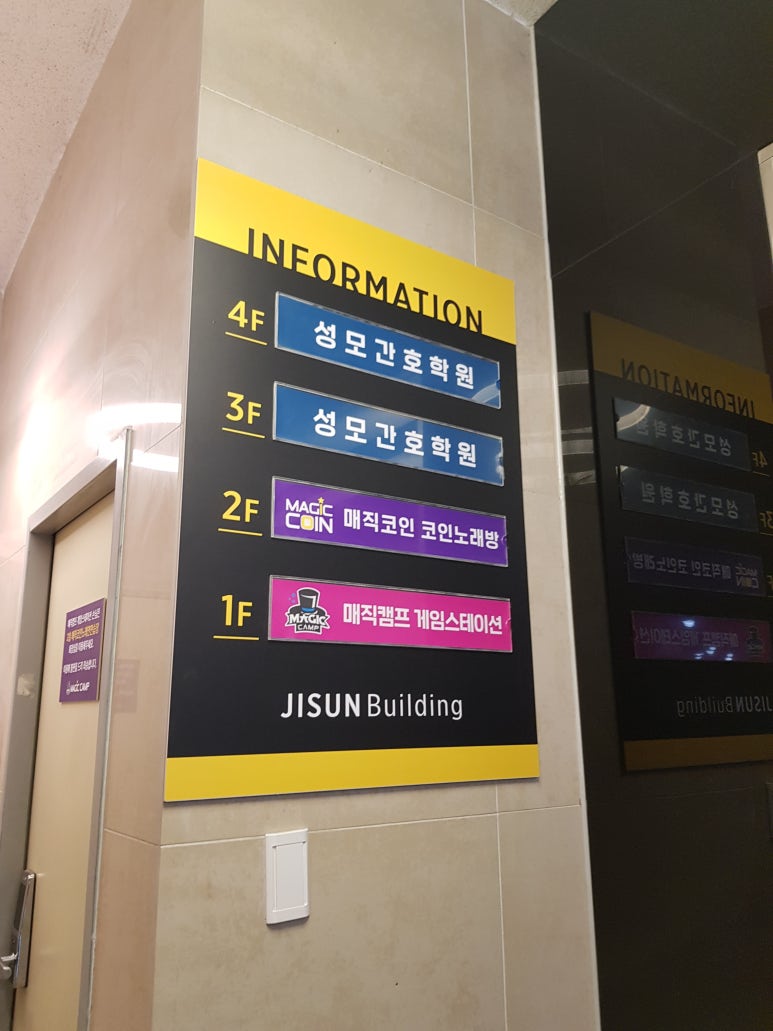 INFORMATION
4F 성모간호학원
3F 성모간호학원
2F MAGIC COIN 매직코인 코인노래방
1F MAGIC CAMP 매직캠프 게임스테이션
JISUN Building
MAGIC CAMP